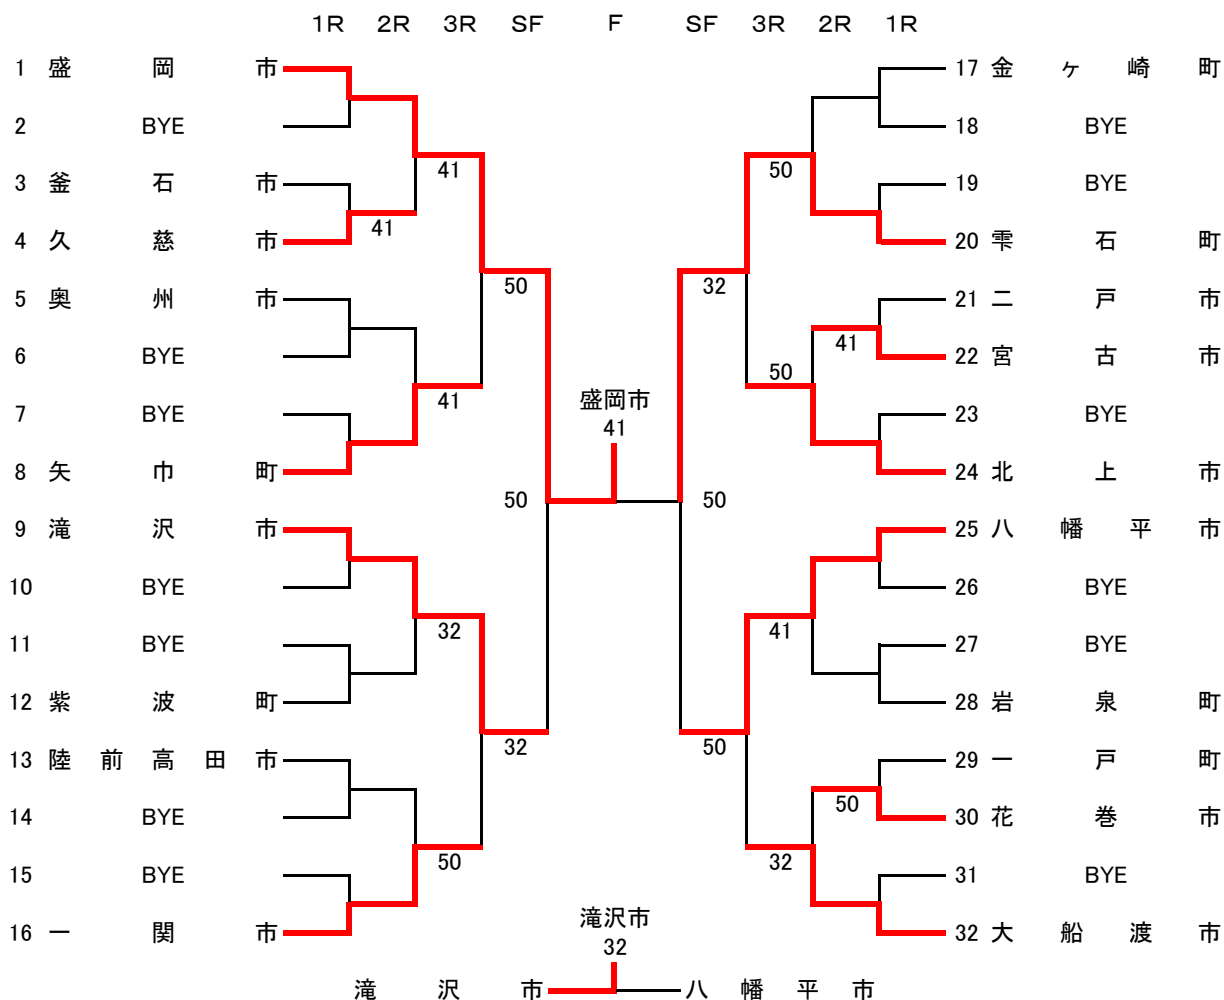 1R 2R 3R SF F SF 3R 2R 1R
1 盛岡市 17 金ヶ崎町
2 BYE 18 BYE
41 50
3 釜石市 19 BYE
41
4 久慈市 20 雫石町
50 32
5 奥州市 21 二戸市
41
6 BYE 22 宮古市
50
41 盛岡市
7 BYE 41 23 BYE
8 矢巾町 24 北上市
50 50
9 滝沢市 25 八幡平市
10 BYE 26 BYE
32 41
11 BYE 27 BYE
12 紫波町 28 岩泉町
32 50
13 陸前高田市 29 一戸町
50
14 BYE 30 花巻市
50 32
15 BYE 31 BYE
滝沢市
16 一関市 32 大船渡市
32
滝沢市 八幡平市